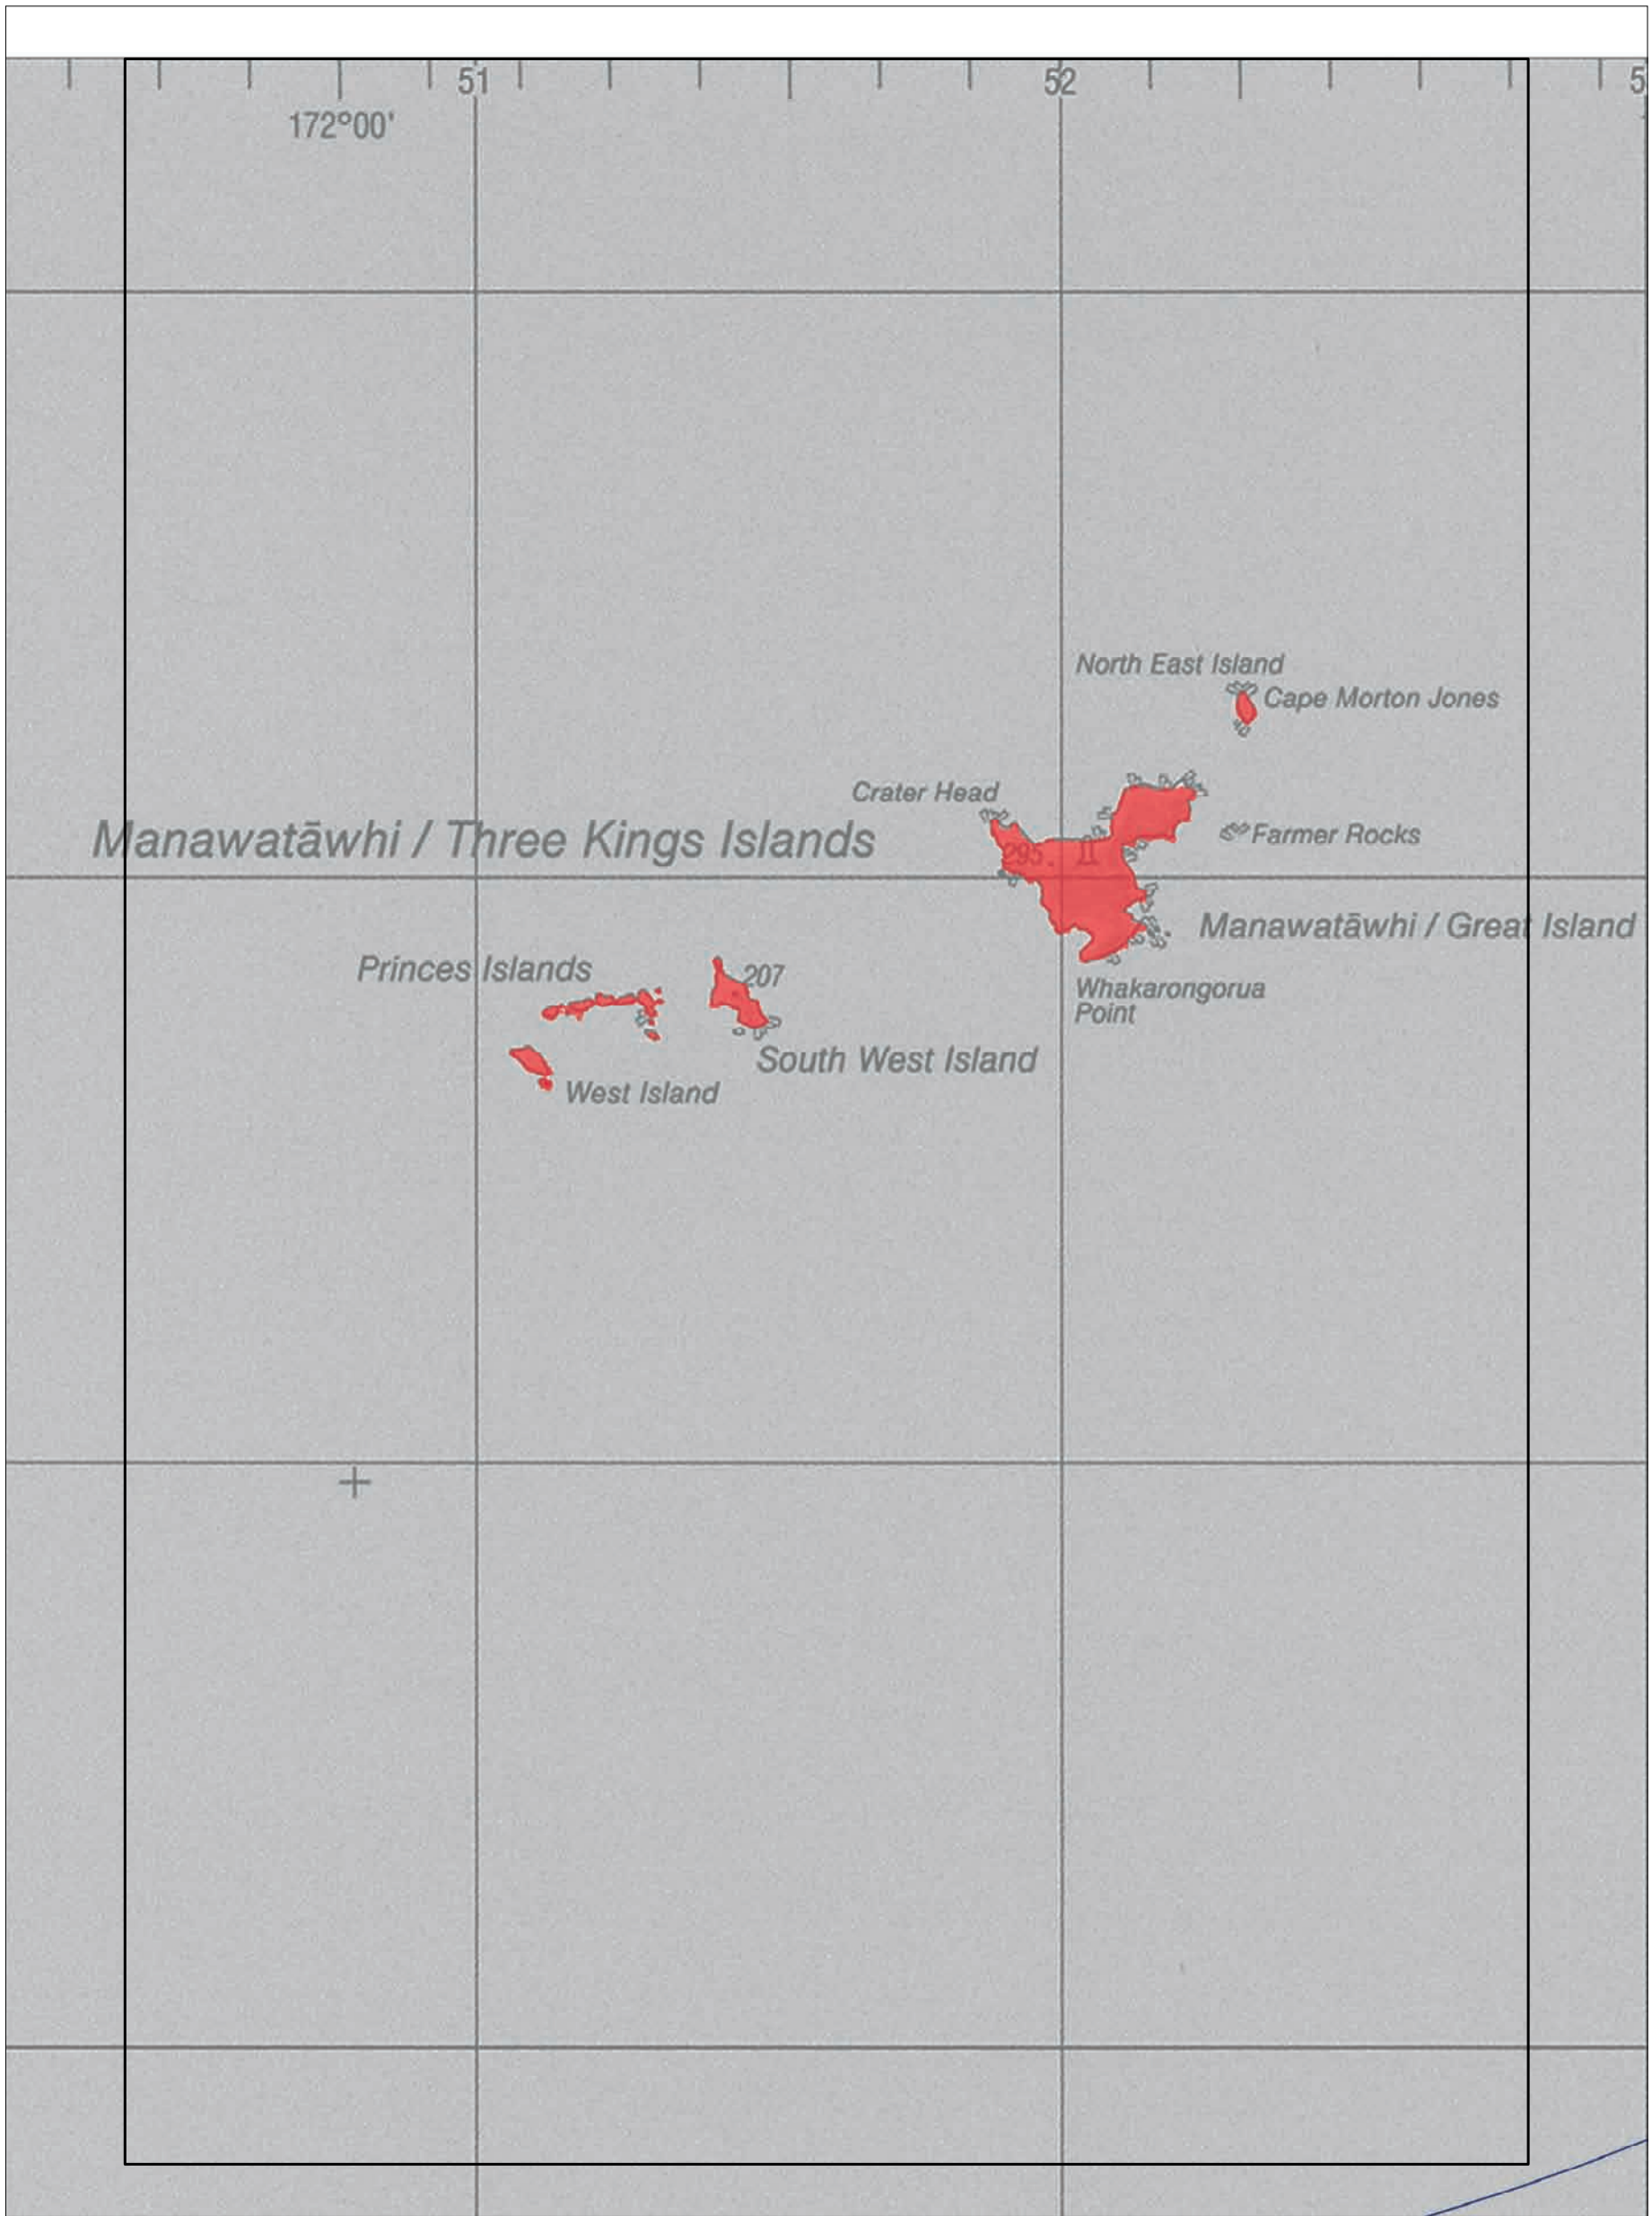 51
52
5
172°00'
North East Island
Cape Morton Jones
Crater Head
Manawatāwhi / Three Kings Islands
Farmer Rocks
295
Manawatāwhi / Great Island
Princes Islands
207
Whakarongorua
Point
South West Island
West Island